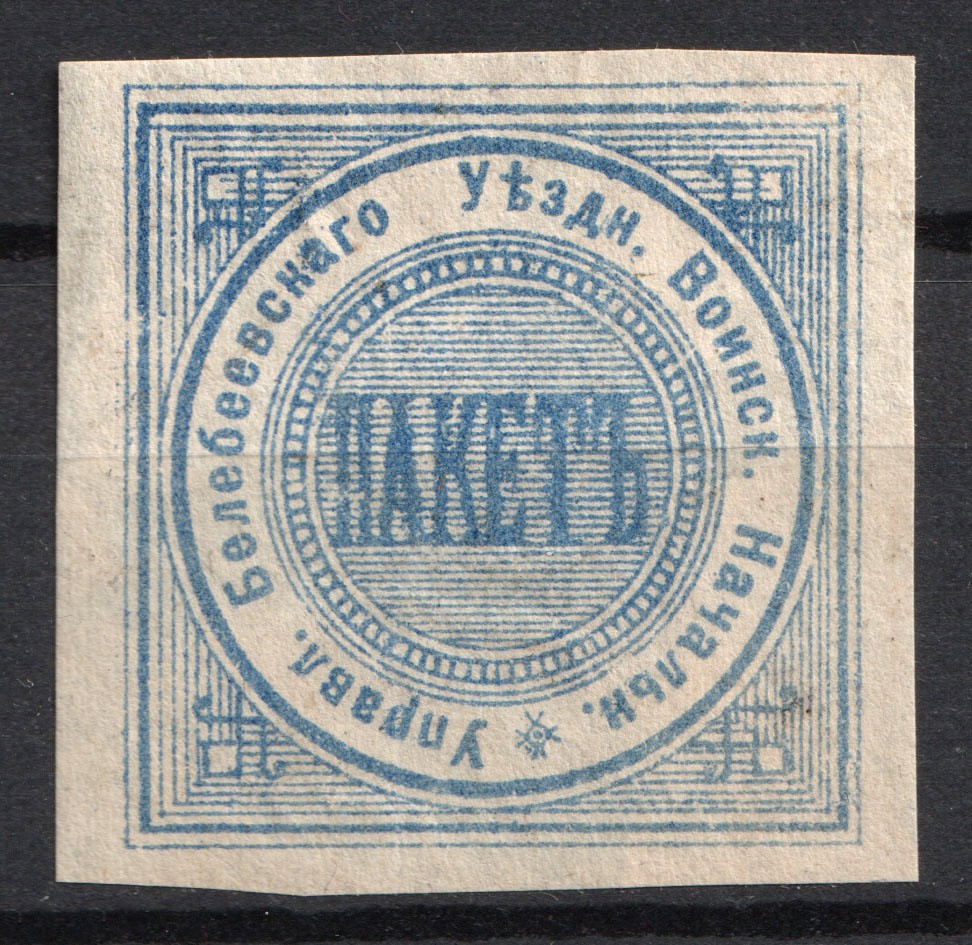 Управл. Белебеевскаго Уѣздн. Воинск. Начальн.
ПАКЕТЪ